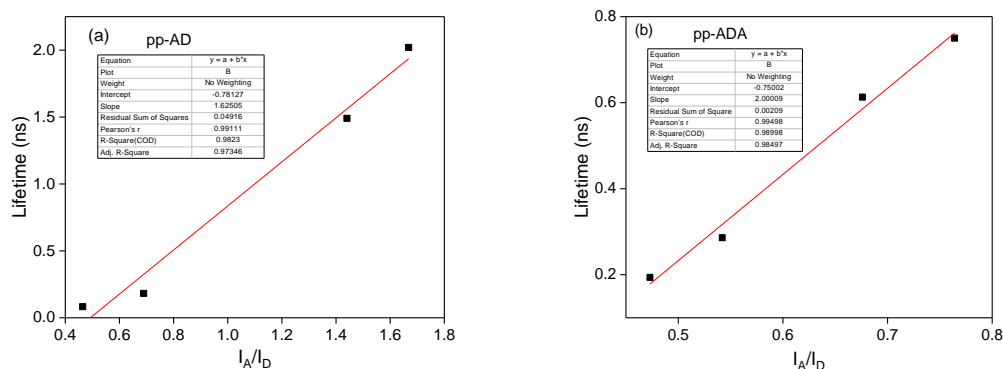 (a)
pp-AD
Equation y = a + b*x
Plot B
Weight No Weighting
Intercept -0.78127
Slope 1.62505
Residual Sum of Squares 0.04916
Pearson's r 0.99111
R-Square(COD) 0.9823
Adj. R-Square 0.97346
2.0
1.5
1.0
0.5
0.0
Lifetime (ns)
0.4 0.6 0.8 1.0 1.2 1.4 1.6 1.8
I_A/I_D
(b)
pp-ADA
Equation y = a + b*x
Plot B
Weight No Weighting
Intercept -0.75002
Slope 2.00009
Residual Sum of Square 0.00209
Pearson's r 0.99498
R-Square(COD) 0.98998
Adj. R-Square 0.98497
0.8
0.6
0.4
0.2
Lifetime (ns)
0.5 0.6 0.7 0.8
I_A/I_D